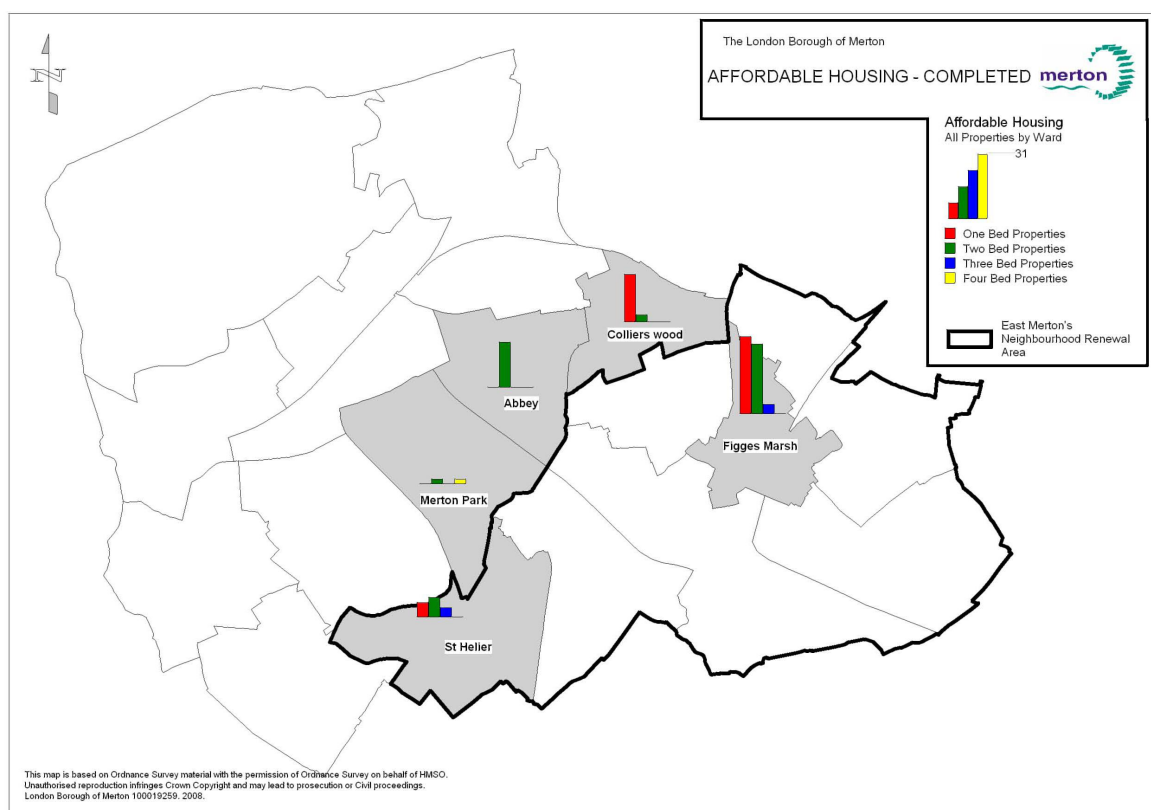 N
The London Borough of Merton
AFFORDABLE HOUSING - COMPLETED
merton
Affordable Housing
All Properties by Ward
31
One Bed Properties
Two Bed Properties
Three Bed Properties
Four Bed Properties
East Merton's
Neighbourhood Renewal
Area
Colliers wood
Abbey
Figges Marsh
Merton Park
St Helier
This map is based on Ordnance Survey material with the permission of Ordnance Survey on behalf of HMSO.
Unauthorised reproduction infringes Crown Copyright and may lead to prosecution or Civil proceedings.
London Borough of Merton 100019259. 2008.